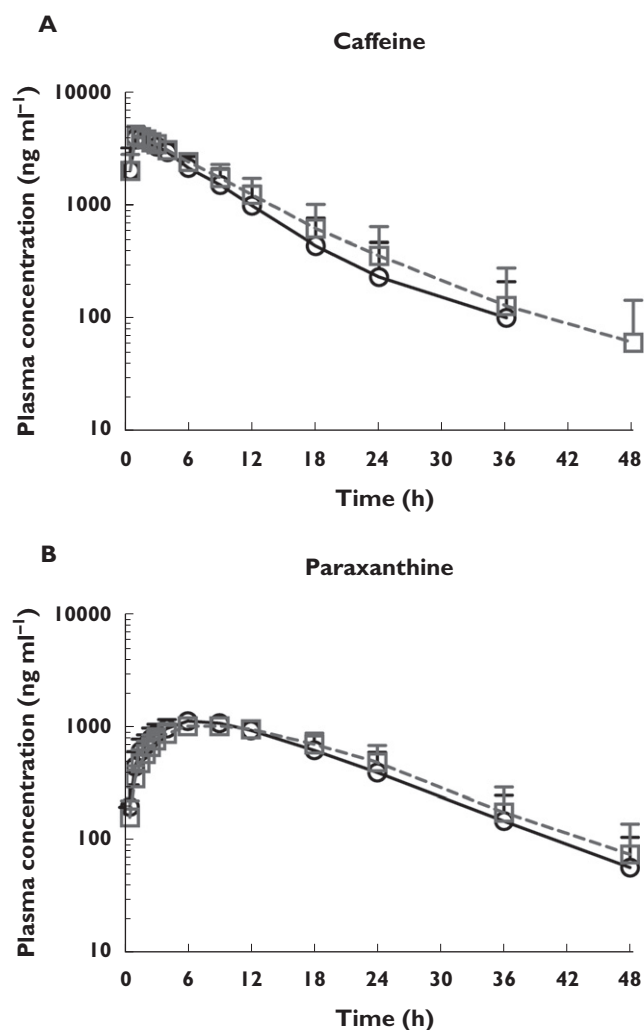 A
Caffeine
10000
1000
100
10
Plasma concentration (ng ml⁻¹)
0 6 12 18 24 30 36 42 48
Time (h)
B
Paraxanthine
10000
1000
100
10
Plasma concentration (ng ml⁻¹)
0 6 12 18 24 30 36 42 48
Time (h)